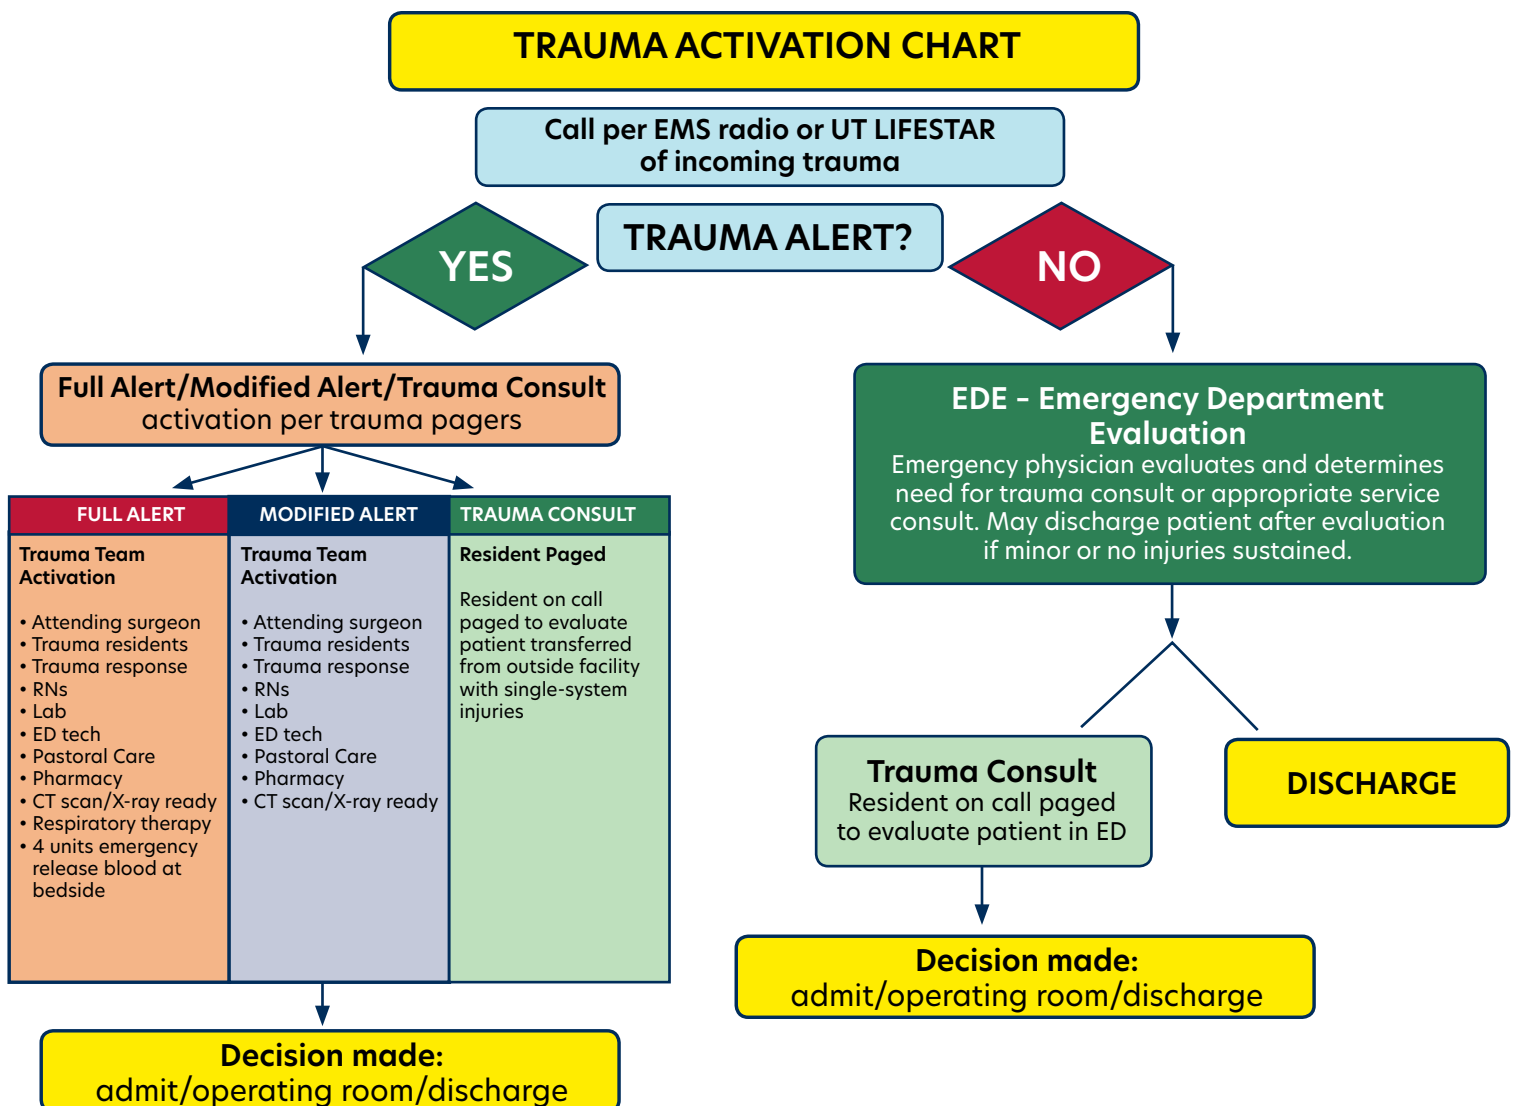 TRAUMA ACTIVATION CHART
Call per EMS radio or UT LIFESTAR
of incoming trauma
TRAUMA ALERT?
YES
NO
Full Alert/Modified Alert/Trauma Consult
activation per trauma pagers
FULL ALERT
Trauma Team
Activation
• Attending surgeon
• Trauma residents
• Trauma response
• RNs
• Lab
• ED tech
• Pastoral Care
• Pharmacy
• CT scan/X-ray ready
• Respiratory therapy
• 4 units emergency
release blood at
bedside
MODIFIED ALERT
Trauma Team
Activation
• Attending surgeon
• Trauma residents
• Trauma response
• RNs
• Lab
• ED tech
• Pastoral Care
• Pharmacy
• CT scan/X-ray ready
TRAUMA CONSULT
Resident Paged
Resident on call
paged to evaluate
patient transferred
from outside facility
with single-system
injuries
Decision made:
admit/operating room/discharge
EDE – Emergency Department
Evaluation
Emergency physician evaluates and determines
need for trauma consult or appropriate service
consult. May discharge patient after evaluation
if minor or no injuries sustained.
Trauma Consult
Resident on call paged
to evaluate patient in ED
DISCHARGE
Decision made:
admit/operating room/discharge